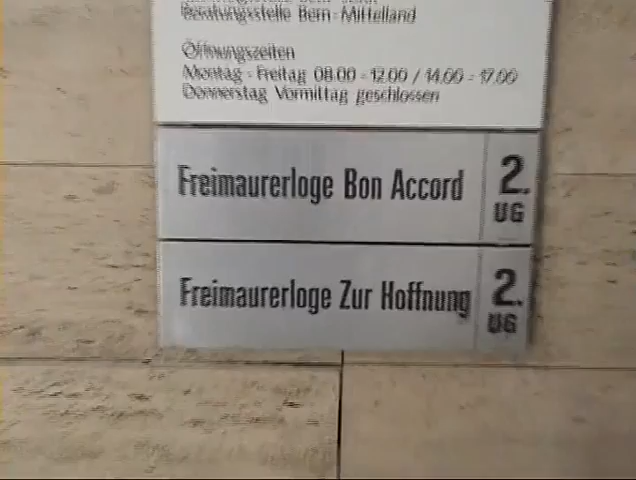 Beratungsstelle Bern - Mittelland
Öffnungszeiten
Montag - Freitag 08.00 - 12.00 / 14.00 - 17.00
Donnerstag Vormittag geschlossen
Freimaurerloge Bon Accord
2.
UG
Freimaurerloge Zur Hoffnung
2.
UG